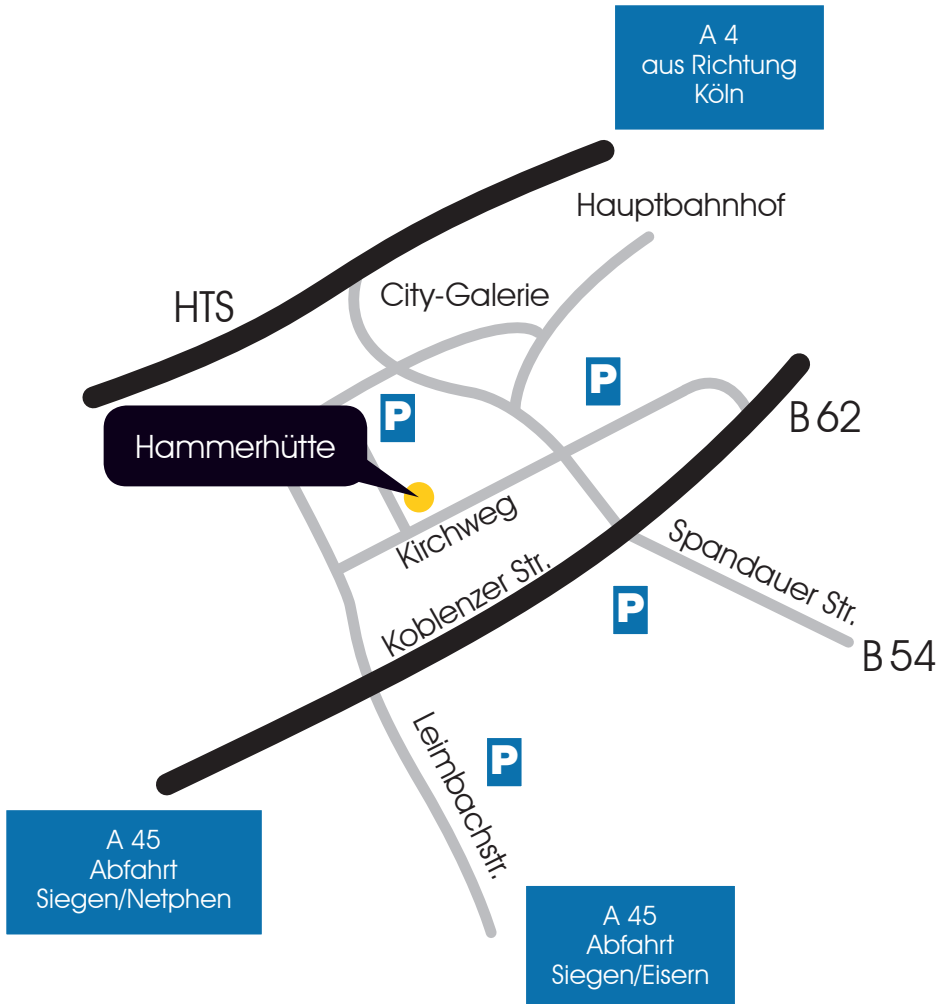 A 4
aus Richtung
Köln
Hauptbahnhof
City-Galerie
HTS
P
P
B 62
Hammerhütte
Kirchweg
Spandauer Str.
Koblenzer Str.
P
B 54
Leimbachstr.
P
A 45
Abfahrt
Siegen/Netphen
A 45
Abfahrt
Siegen/Eisern